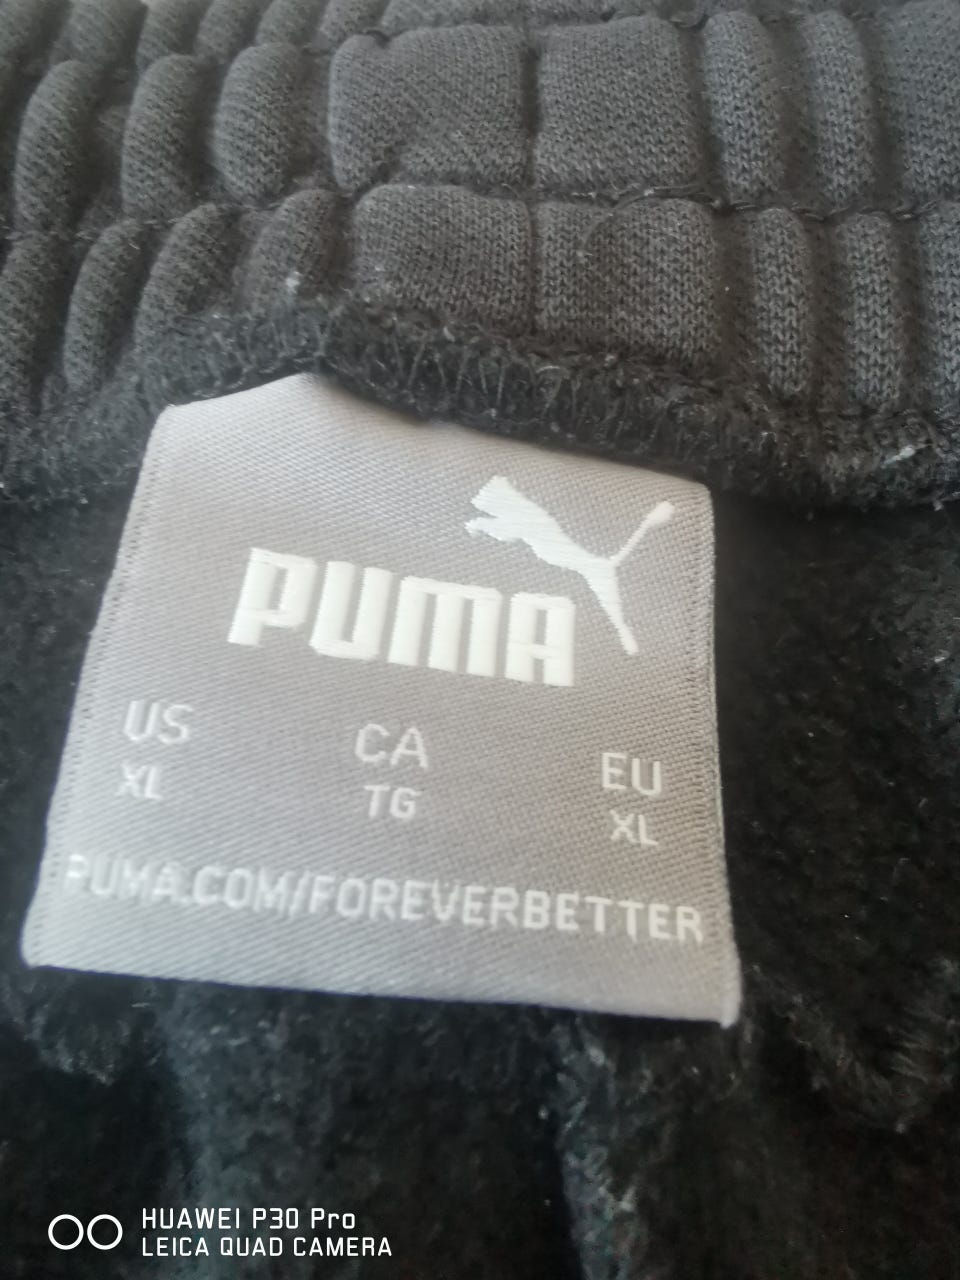 PUMA
US CA EU
XL TG XL
PUMA.COM/FOREVERBETTER
HUAWEI P30 Pro
LEICA QUAD CAMERA